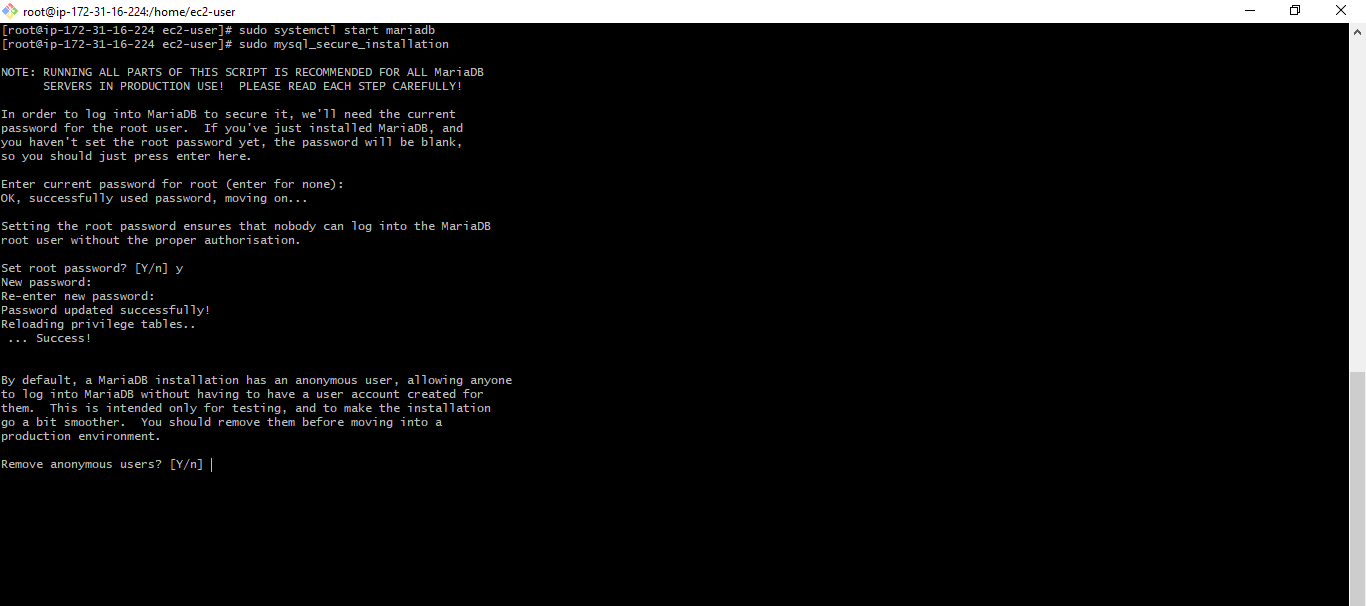 root@ip-172-31-16-224:/home/ec2-user
[root@ip-172-31-16-224 ec2-user]# sudo systemctl start mariadb
[root@ip-172-31-16-224 ec2-user]# sudo mysql_secure_installation
NOTE: RUNNING ALL PARTS OF THIS SCRIPT IS RECOMMENDED FOR ALL MariaDB
      SERVERS IN PRODUCTION USE!  PLEASE READ EACH STEP CAREFULLY!
In order to log into MariaDB to secure it, we'll need the current
password for the root user.  If you've just installed MariaDB, and
you haven't set the root password yet, the password will be blank,
so you should just press enter here.
Enter current password for root (enter for none):
OK, successfully used password, moving on...
Setting the root password ensures that nobody can log into the MariaDB
root user without the proper authorisation.
Set root password? [Y/n] y
New password:
Re-enter new password:
Password updated successfully!
Reloading privilege tables..
 ... Success!
By default, a MariaDB installation has an anonymous user, allowing anyone
to log into MariaDB without having to have a user account created for
them.  This is intended only for testing, and to make the installation
go a bit smoother.  You should remove them before moving into a
production environment.
Remove anonymous users? [Y/n]